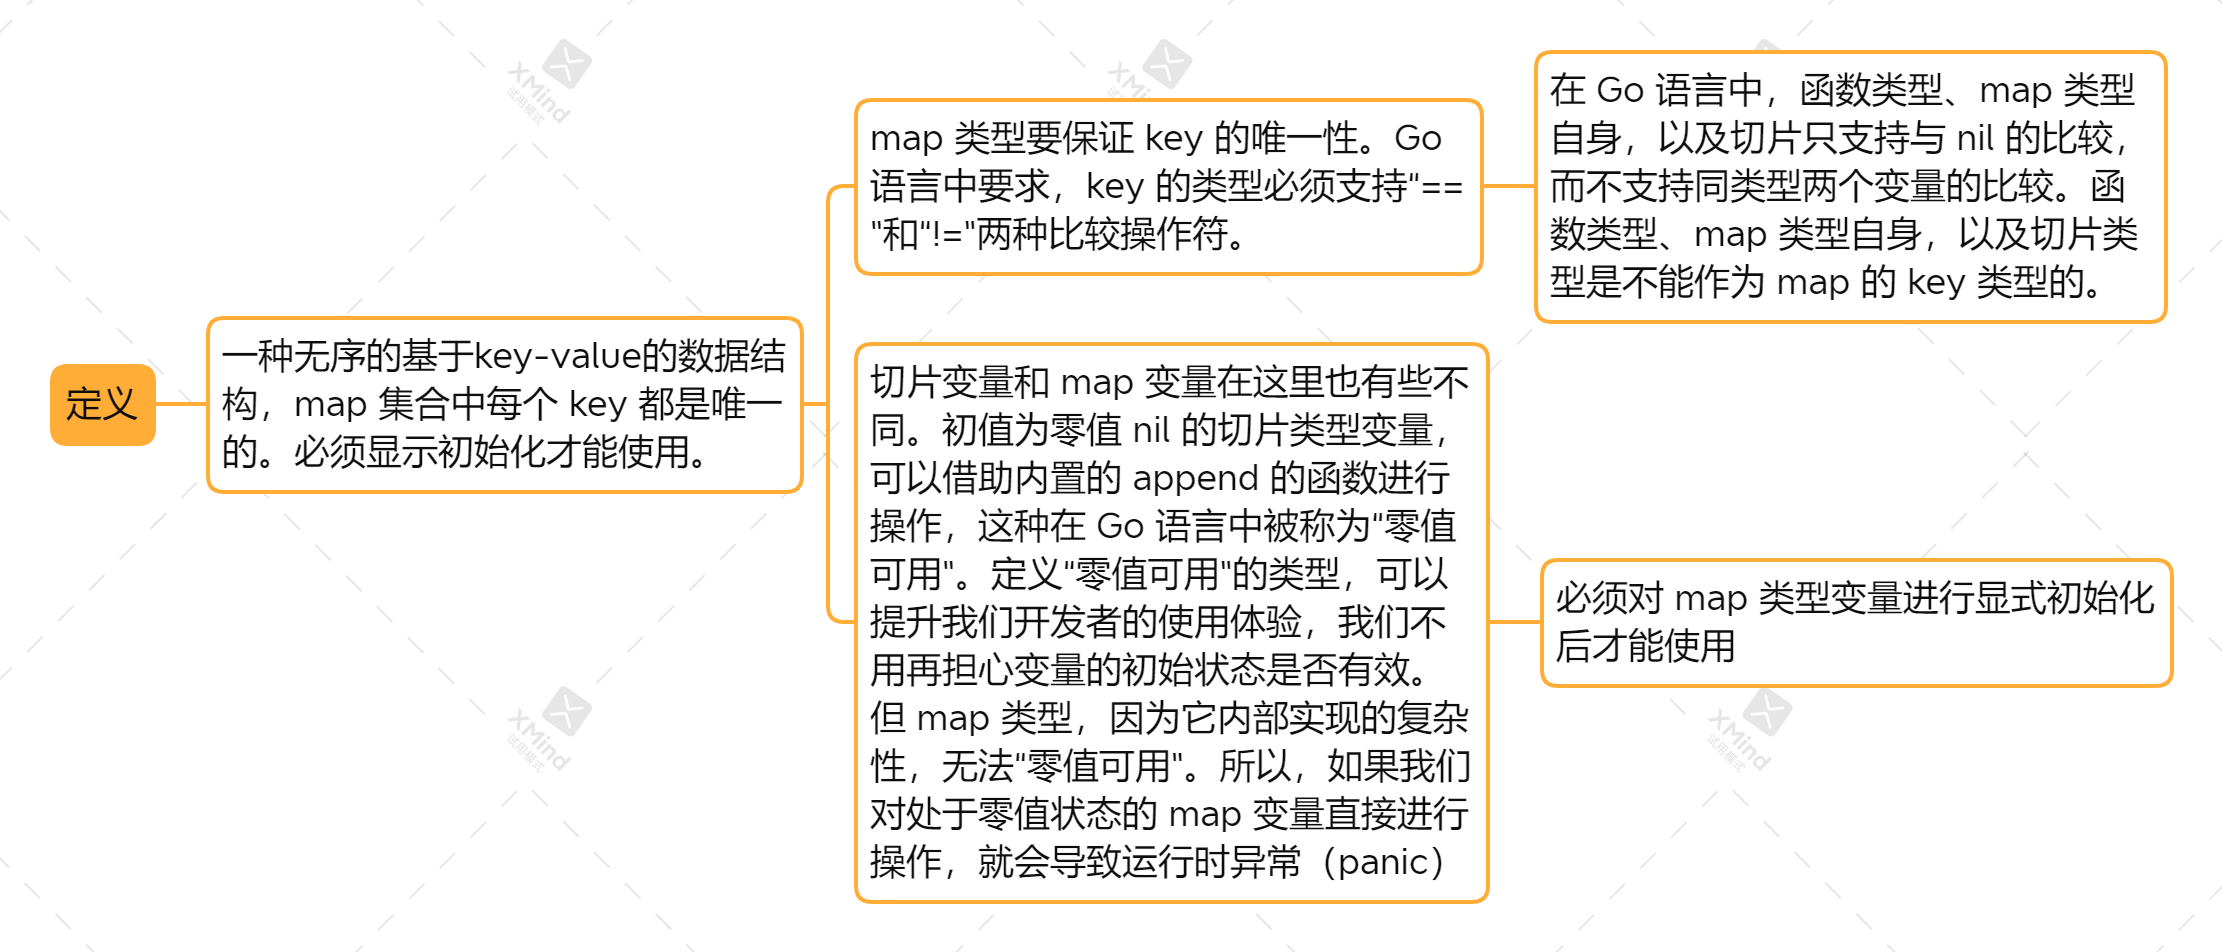 定义
一种无序的基于key-value的数据结
构，map 集合中每个 key 都是唯一
的。必须显示初始化才能使用。
map 类型要保证 key 的唯一性。Go
语言中要求，key 的类型必须支持“==
”和“!=”两种比较操作符。
在 Go 语言中，函数类型、map 类型
自身，以及切片只支持与 nil 的比较，
而不支持同类型两个变量的比较。函
数类型、map 类型自身，以及切片类
型是不能作为 map 的 key 类型的。
切片变量和 map 变量在这里也有些不
同。初值为零值 nil 的切片类型变量，
可以借助内置的 append 的函数进行
操作，这种在 Go 语言中被称为“零值
可用”。定义“零值可用”的类型，可以
提升我们开发者的使用体验，我们不
用再担心变量的初始状态是否有效。
但 map 类型，因为它内部实现的复杂
性，无法“零值可用”。所以，如果我们
对处于零值状态的 map 变量直接进行
操作，就会导致运行时异常（panic）
必须对 map 类型变量进行显式初始化
后才能使用
XMind
试用模式
XMind
试用模式
XMind
试用模式